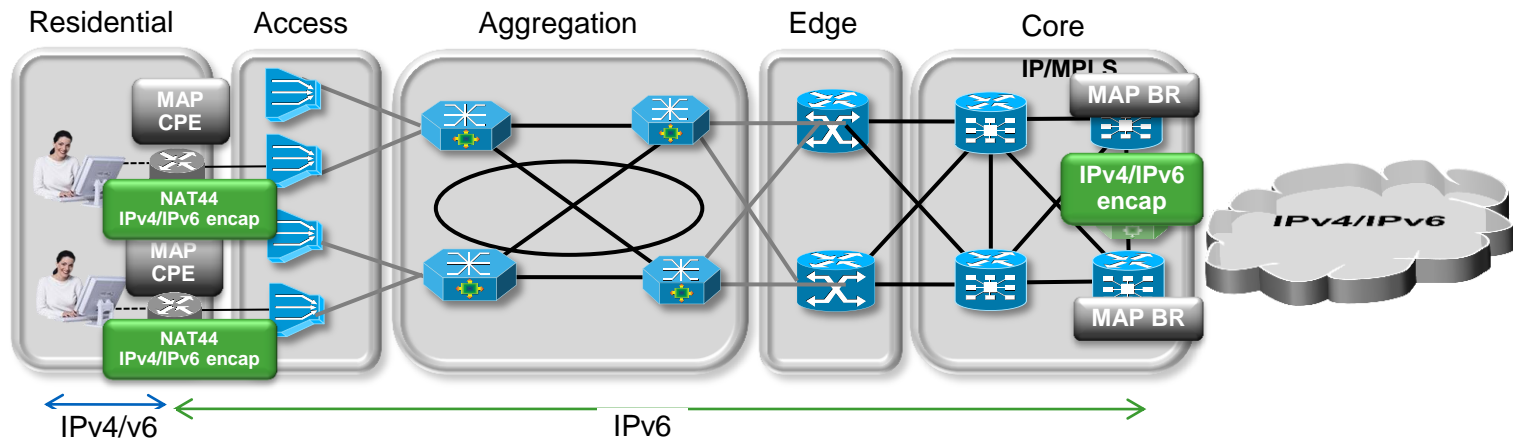 Residential
Access
Aggregation
Edge
Core
IP/MPLS
MAP
CPE
MAP BR
NAT44
IPv4/IPv6 encap
IPv4/IPv6
encap
IPv4/IPv6
MAP
CPE
NAT44
IPv4/IPv6 encap
MAP BR
IPv4/v6
IPv6